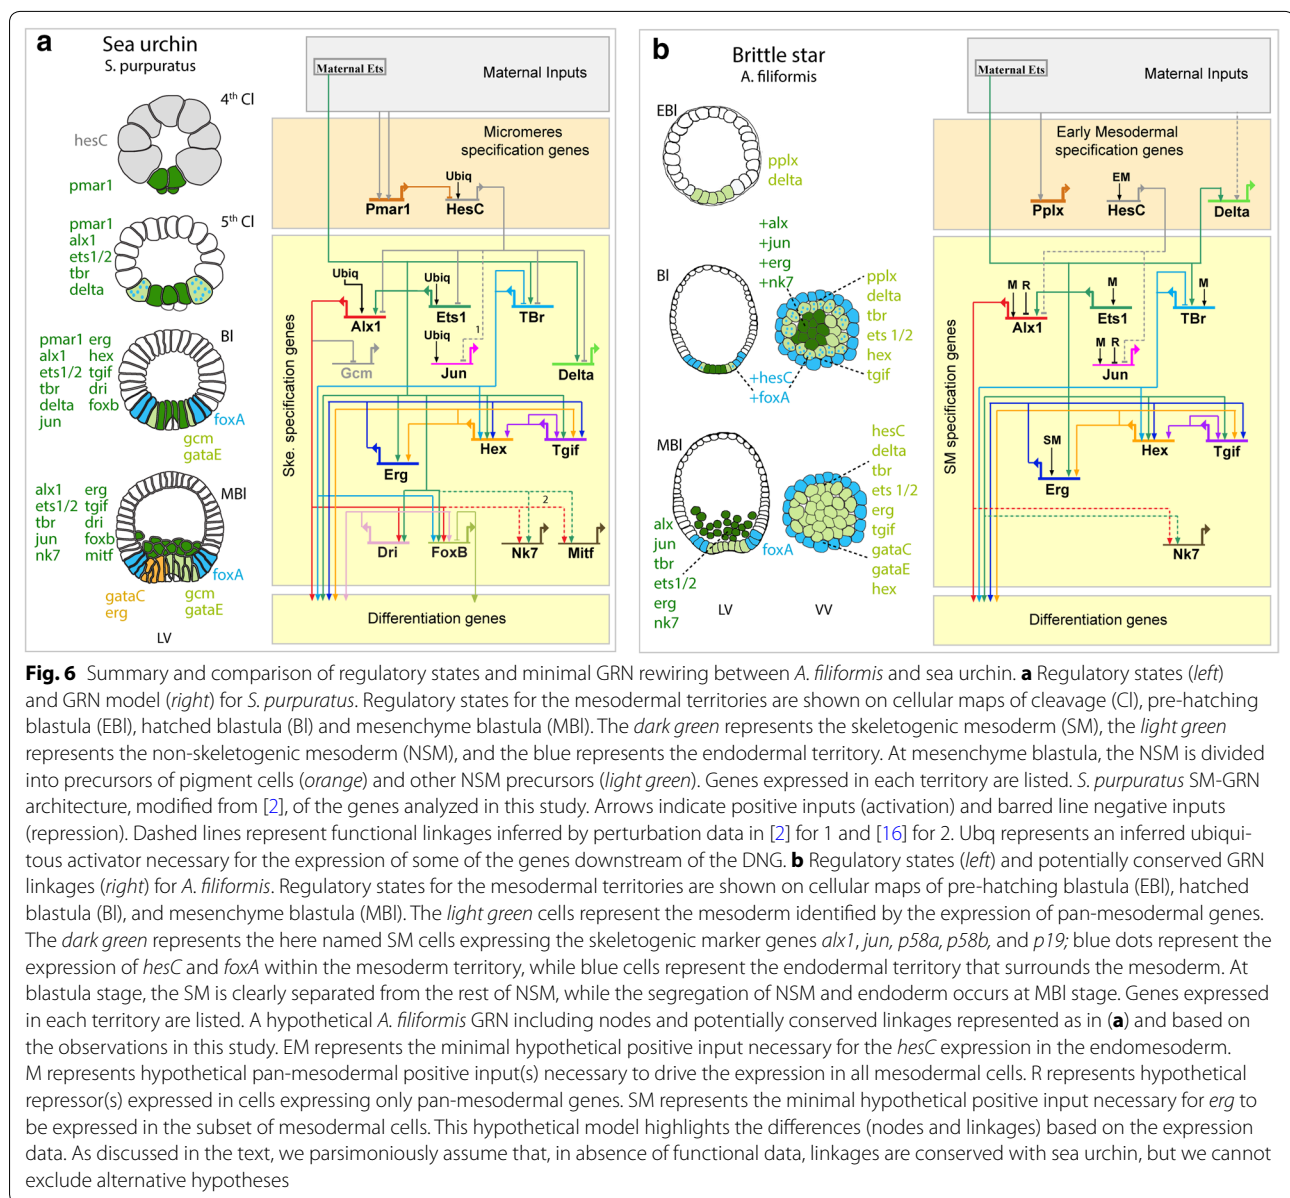 a
Sea urchin
S. purpuratus
4th Cl
hesC
pmar1
5th Cl
pmar1
alx1
ets1/2
tbr
delta
Bl
pmar1 erg
alx1 hex
ets1/2 tgif
tbr dri
delta foxb
jun
foxA
gcm
gataE
MBl
alx1 erg
ets1/2 tgif
tbr dri
jun foxb
nk7 mitf
foxA
gataC gcm
erg gataE
LV
Maternal Ets
Maternal Inputs
Micromeres
specification genes
Ubiq
Pmar1 HesC
Ske. specification genes
Ubiq Ubiq
Alx1 Ets1 TBr
Ubiq 1
Gcm Jun Delta
Hex Tgif
Erg
2
Dri FoxB Nk7 Mitf
Differentiation genes
b
Brittle star
A. filiformis
EBl
pplx
delta
+alx
+jun
+erg
+nk7
Bl
pplx
delta
tbr
ets 1/2
hex
tgif
+hesC
+foxA
MBl
hesC
delta
tbr
ets 1/2
erg
tgif
gataC
gataE
hex
alx
jun
tbr
ets1/2
erg
nk7
foxA
LV VV
Maternal Ets
Maternal Inputs
Early Mesodermal
specification genes
EM
Pplx HesC Delta
SM specification genes
M R M M
Alx1 Ets1 TBr
M R
Jun
Hex Tgif
SM
Erg
Nk7
Differentiation genes
Fig. 6 Summary and comparison of regulatory states and minimal GRN rewiring between A. filiformis and sea urchin. a Regulatory states (left)
and GRN model (right) for S. purpuratus. Regulatory states for the mesodermal territories are shown on cellular maps of cleavage (Cl), pre-hatching
blastula (EBl), hatched blastula (Bl) and mesenchyme blastula (MBl). The dark green represents the skeletogenic mesoderm (SM), the light green
represents the non-skeletogenic mesoderm (NSM), and the blue represents the endodermal territory. At mesenchyme blastula, the NSM is divided
into precursors of pigment cells (orange) and other NSM precursors (light green). Genes expressed in each territory are listed. S. purpuratus SM-GRN
architecture, modified from [2], of the genes analyzed in this study. Arrows indicate positive inputs (activation) and barred line negative inputs
(repression). Dashed lines represent functional linkages inferred by perturbation data in [2] for 1 and [16] for 2. Ubq represents an inferred ubiqui-
tous activator necessary for the expression of some of the genes downstream of the DNG. b Regulatory states (left) and potentially conserved GRN
linkages (right) for A. filiformis. Regulatory states for the mesodermal territories are shown on cellular maps of pre-hatching blastula (EBl), hatched
blastula (Bl), and mesenchyme blastula (MBl). The light green cells represent the mesoderm identified by the expression of pan-mesodermal genes.
The dark green represents the here named SM cells expressing the skeletogenic marker genes alx1, jun, p58a, p58b, and p19; blue dots represent the
expression of hesC and foxA within the mesoderm territory, while blue cells represent the endodermal territory that surrounds the mesoderm. At
blastula stage, the SM is clearly separated from the rest of NSM, while the segregation of NSM and endoderm occurs at MBl stage. Genes expressed
in each territory are listed. A hypothetical A. filiformis GRN including nodes and potentially conserved linkages represented as in (a) and based on
the observations in this study. EM represents the minimal hypothetical positive input necessary for the hesC expression in the endomesoderm.
M represents hypothetical pan-mesodermal positive input(s) necessary to drive the expression in all mesodermal cells. R represents hypothetical
repressor(s) expressed in cells expressing only pan-mesodermal genes. SM represents the minimal hypothetical positive input necessary for erg to
be expressed in the subset of mesodermal cells. This hypothetical model highlights the differences (nodes and linkages) based on the expression
data. As discussed in the text, we parsimoniously assume that, in absence of functional data, linkages are conserved with sea urchin, but we cannot
exclude alternative hypotheses